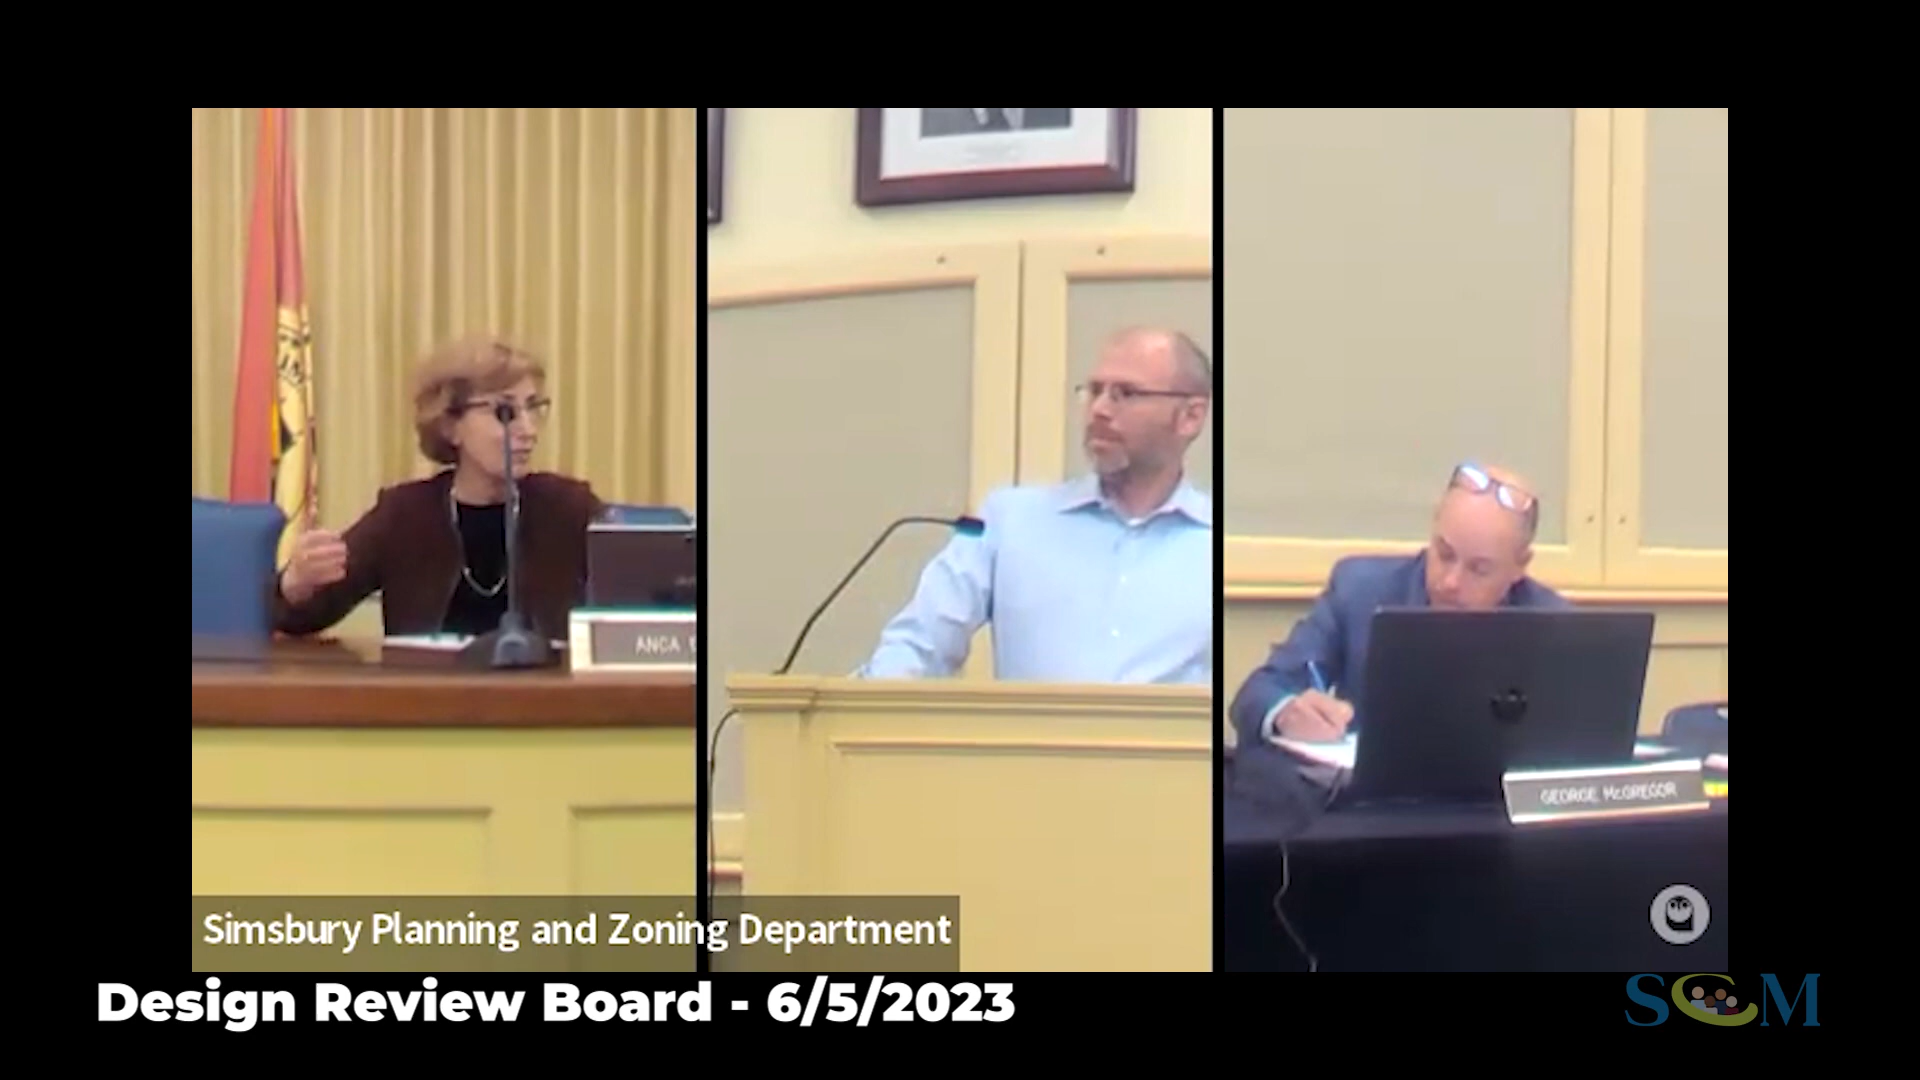 ANCA
GEORGE McGREGOR
Simsbury Planning and Zoning Department
Design Review Board - 6/5/2023
SCM